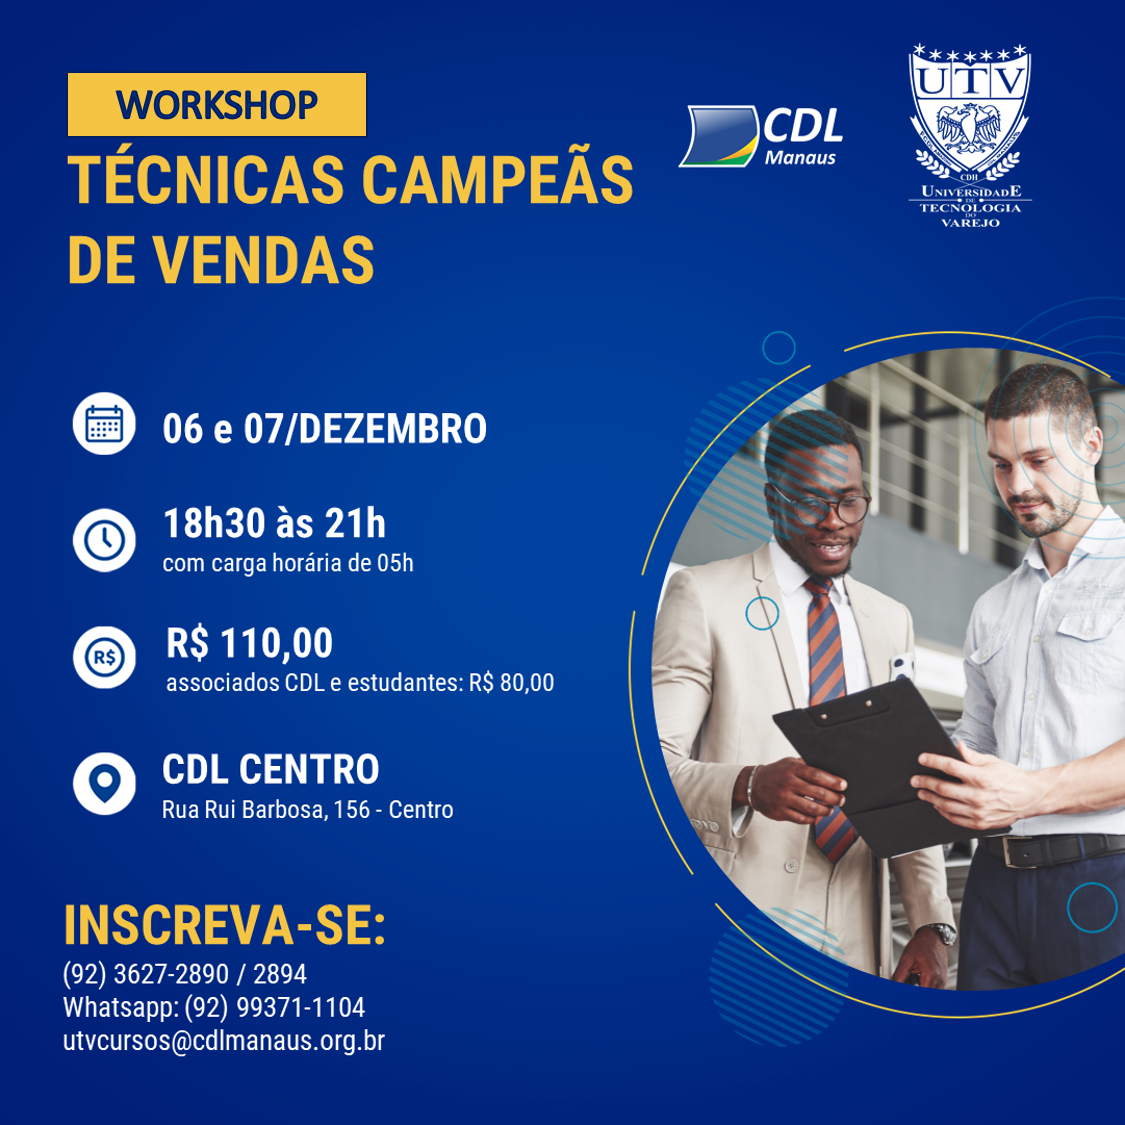 WORKSHOP
TÉCNICAS CAMPEÃS
DE VENDAS
CDL
Manaus
UTV
CDH
UNIVERSIDADE
DE
TECNOLOGIA
DO
VAREJO
06 e 07/DEZEMBRO
18h30 às 21h
com carga horária de 05h
R$
R$ 110,00
associados CDL e estudantes: R$ 80,00
CDL CENTRO
Rua Rui Barbosa, 156 - Centro
INSCREVA-SE:
(92) 3627-2890 / 2894
Whatsapp: (92) 99371-1104
utvcursos@cdlmanaus.org.br